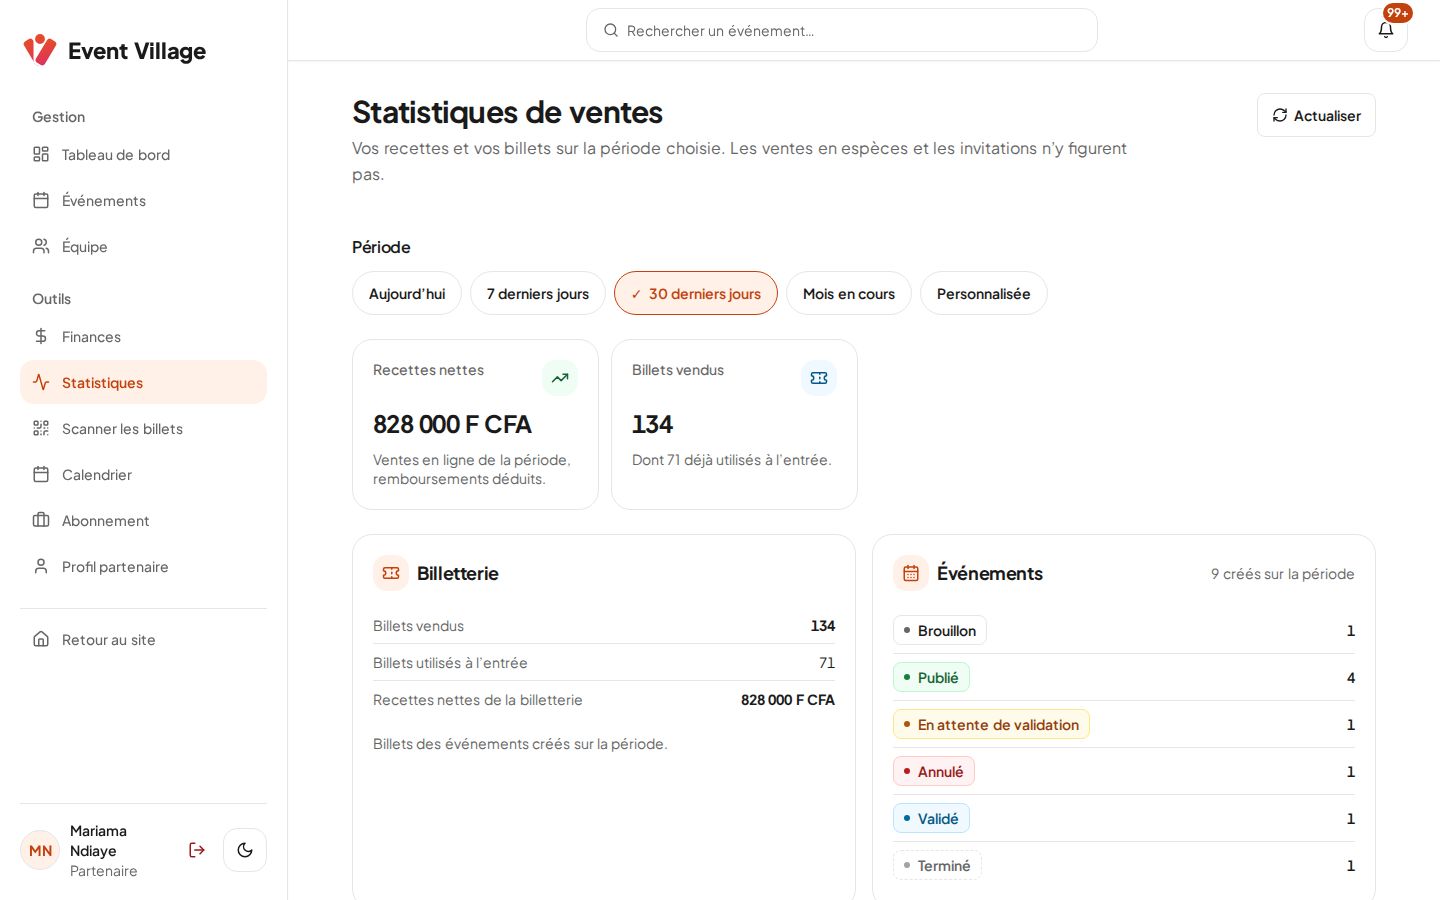 Event Village
Gestion
Tableau de bord
Événements
Équipe
Outils
Finances
Statistiques
Scanner les billets
Calendrier
Abonnement
Profil partenaire
Retour au site
MN
Mariama
Ndiaye
Partenaire
Rechercher un événement…
99+
Statistiques de ventes
Actualiser
Vos recettes et vos billets sur la période choisie. Les ventes en espèces et les invitations n’y figurent
pas.
Période
Aujourd’hui
7 derniers jours
✓ 30 derniers jours
Mois en cours
Personnalisée
Recettes nettes
828 000 F CFA
Ventes en ligne de la période,
remboursements déduits.
Billets vendus
134
Dont 71 déjà utilisés à l’entrée.
Billetterie
Billets vendus 134
Billets utilisés à l’entrée 71
Recettes nettes de la billetterie 828 000 F CFA
Billets des événements créés sur la période.
Événements 9 créés sur la période
Brouillon 1
Publié 4
En attente de validation 1
Annulé 1
Validé 1
Terminé 1